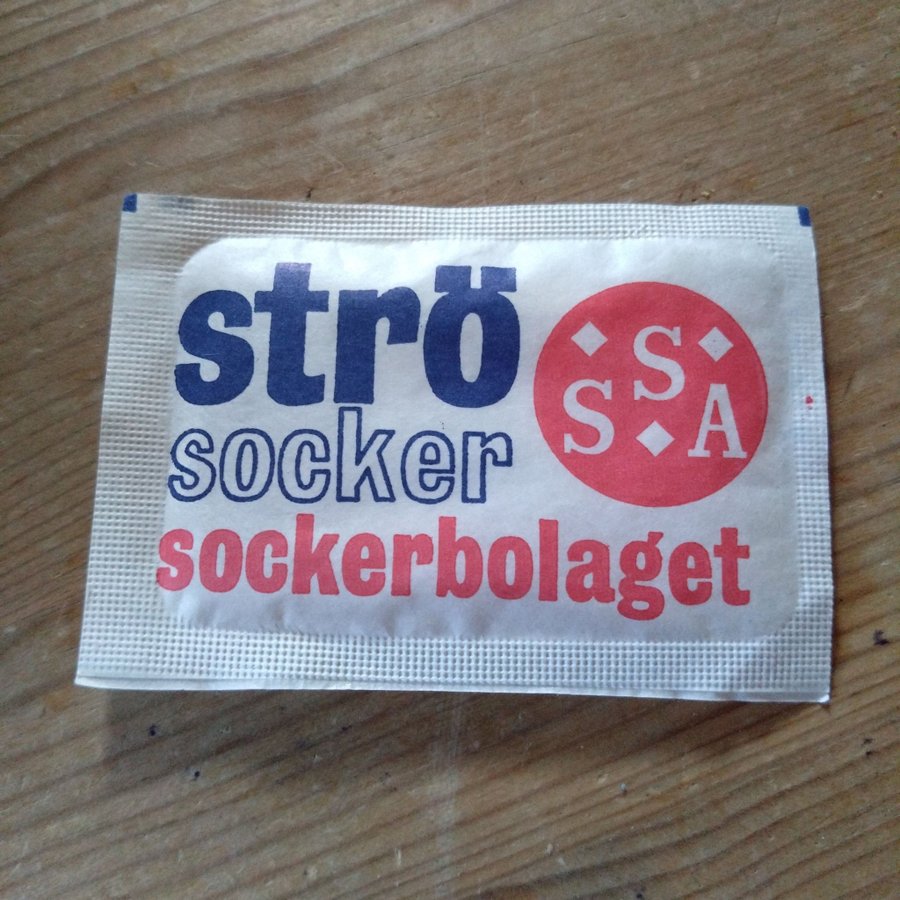 strö
socker
sockerbolaget
S S A